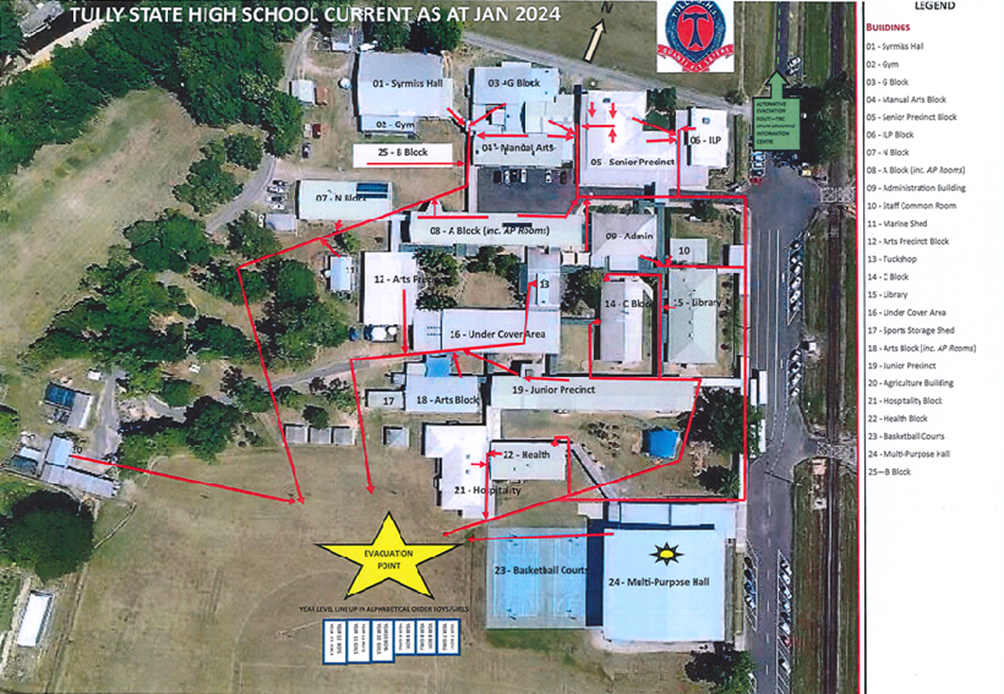 TULLY STATE HIGH SCHOOL CURRENT AS AT JAN 2024
N
01 - Syrmiss Hall
03 - G Block
02 - Gym
04 - Manual Arts
25 - B Block
05 - Senior Precinct
06 - ILP
ALTERNATIVE
EVACUATION
INFORMATION
CENTRE
07 - N Block
08 - A Block (inc. AP Rooms)
09 - Admin
10
11
12 - Arts
13
14 - C Bloc
15 - Library
16 - Under Cover Area
17
18 - Arts Block
19 - Junior Precinct
20
21 - Hospitality
22 - Health
23 - Basketball Courts
24 - Multi-Purpose Hall
EVACUATION
POINT
YEAR LEVEL LINE UP IN ALPHABETICAL ORDER BOYS/GIRLS
LEGEND
BUILDINGS
01 - Syrmiss Hall
02 - Gym
03 - G Block
04 - Manual Arts Block
05 - Senior Precinct Block
06 - ILP Block
07 - N Block
08 - A Block (inc. AP Rooms)
09 - Administration Building
10 - Staff Common Room
11 - Marine Shed
12 - Arts Precinct Block
13 - Tuckshop
14 - C Block
15 - Library
16 - Under Cover Area
17 - Sports Storage Shed
18 - Arts Block (inc. AP Rooms)
19 - Junior Precinct
20 - Agriculture Building
21 - Hospitality Block
22 - Health Block
23 - Basketball Courts
24 - Multi-Purpose Hall
25—B Block